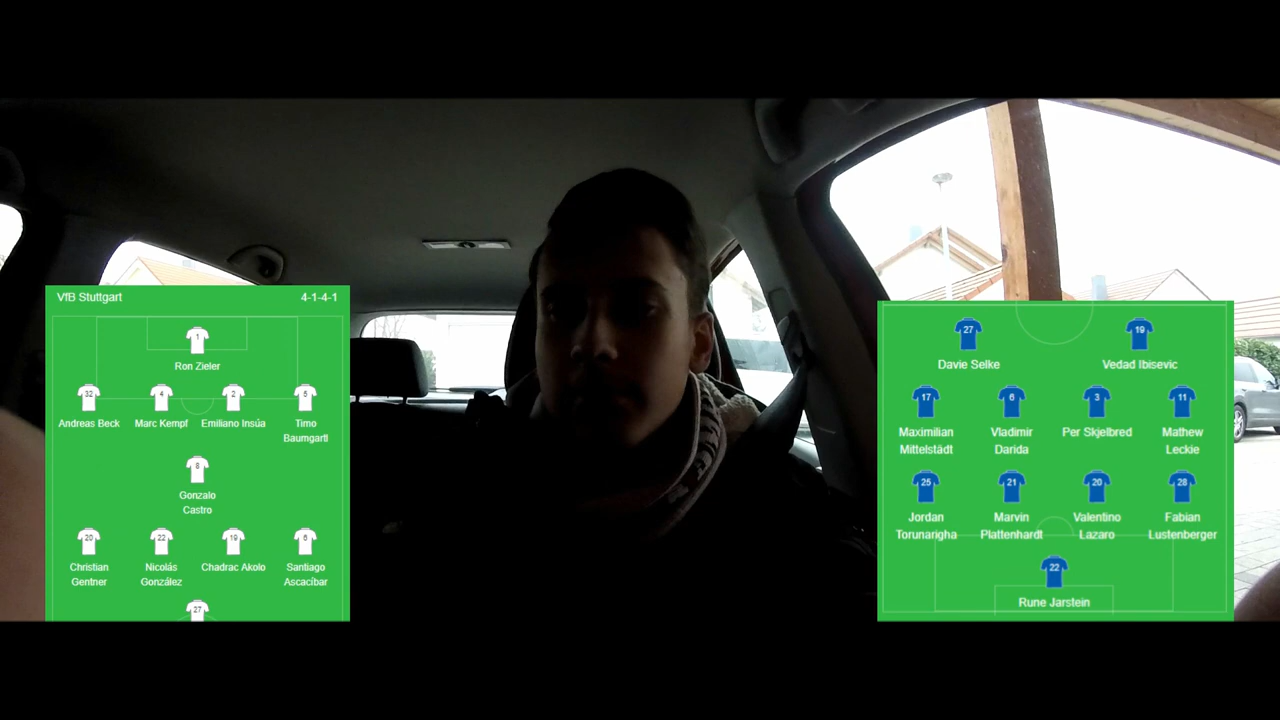 VfB Stuttgart 4-1-4-1
1
Ron Zieler
32 4 2 5
Andreas Beck Marc Kempf Emiliano Insúa Timo
Baumgartl
8
Gonzalo
Castro
20 22 19 6
Christian Nicolás Chadrac Akolo Santiago
Gentner González Ascacíbar
27
27 19
Davie Selke Vedad Ibisevic
17 6 3 11
Maximilian Vladimír Per Skjelbred Mathew
Mittelstädt Darida Leckie
25 21 20 28
Jordan Marvin Valentino Fabian
Torunarigha Plattenhardt Lazaro Lustenberger
22
Rune Jarstein